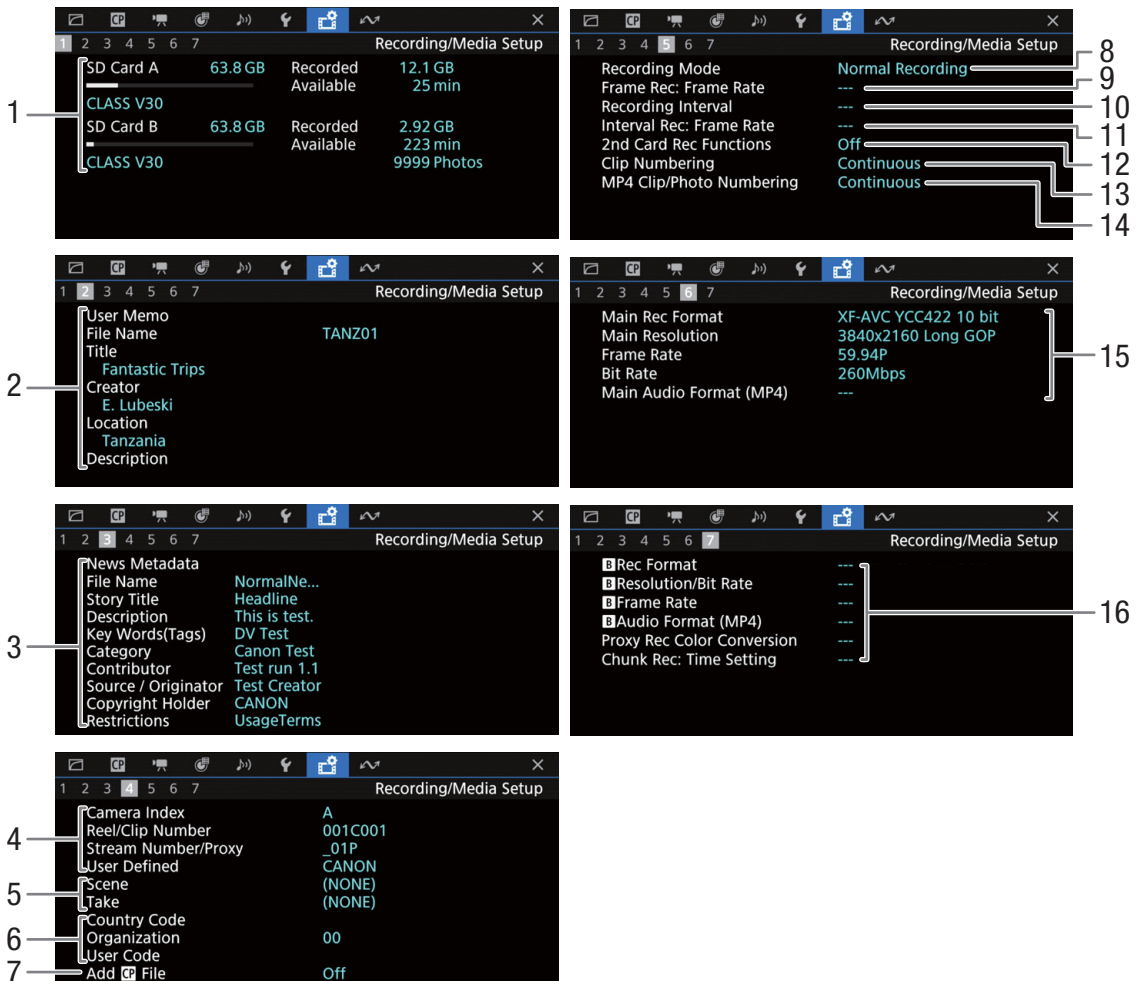 CP
1 2 3 4 5 6 7 Recording/Media Setup
SD Card A 63.8 GB Recorded 12.1 GB
Available 25 min
CLASS V30
SD Card B 63.8 GB Recorded 2.92 GB
Available 223 min
CLASS V30 9999 Photos
1
CP
1 2 3 4 5 6 7 Recording/Media Setup
User Memo
File Name TANZ01
Title
Fantastic Trips
Creator
E. Lubeski
Location
Tanzania
Description
2
CP
1 2 3 4 5 6 7 Recording/Media Setup
News Metadata
File Name NormalNe...
Story Title Headline
Description This is test.
Key Words(Tags) DV Test
Category Canon Test
Contributor Test run 1.1
Source / Originator Test Creator
Copyright Holder CANON
Restrictions UsageTerms
3
CP
1 2 3 4 5 6 7 Recording/Media Setup
Camera Index A
Reel/Clip Number 001C001
Stream Number/Proxy _01P
User Defined CANON
Scene (NONE)
Take (NONE)
Country Code
Organization 00
User Code
Add CP File Off
4
5
6
7
CP
1 2 3 4 5 6 7 Recording/Media Setup
Recording Mode Normal Recording
Frame Rec: Frame Rate ---
Recording Interval ---
Interval Rec: Frame Rate ---
2nd Card Rec Functions Off
Clip Numbering Continuous
MP4 Clip/Photo Numbering Continuous
8
9
10
11
12
13
14
CP
1 2 3 4 5 6 7 Recording/Media Setup
Main Rec Format XF-AVC YCC422 10 bit
Main Resolution 3840x2160 Long GOP
Frame Rate 59.94P
Bit Rate 260Mbps
Main Audio Format (MP4) ---
15
CP
1 2 3 4 5 6 7 Recording/Media Setup
B Rec Format ---
B Resolution/Bit Rate ---
B Frame Rate ---
B Audio Format (MP4) ---
Proxy Rec Color Conversion ---
Chunk Rec: Time Setting ---
16